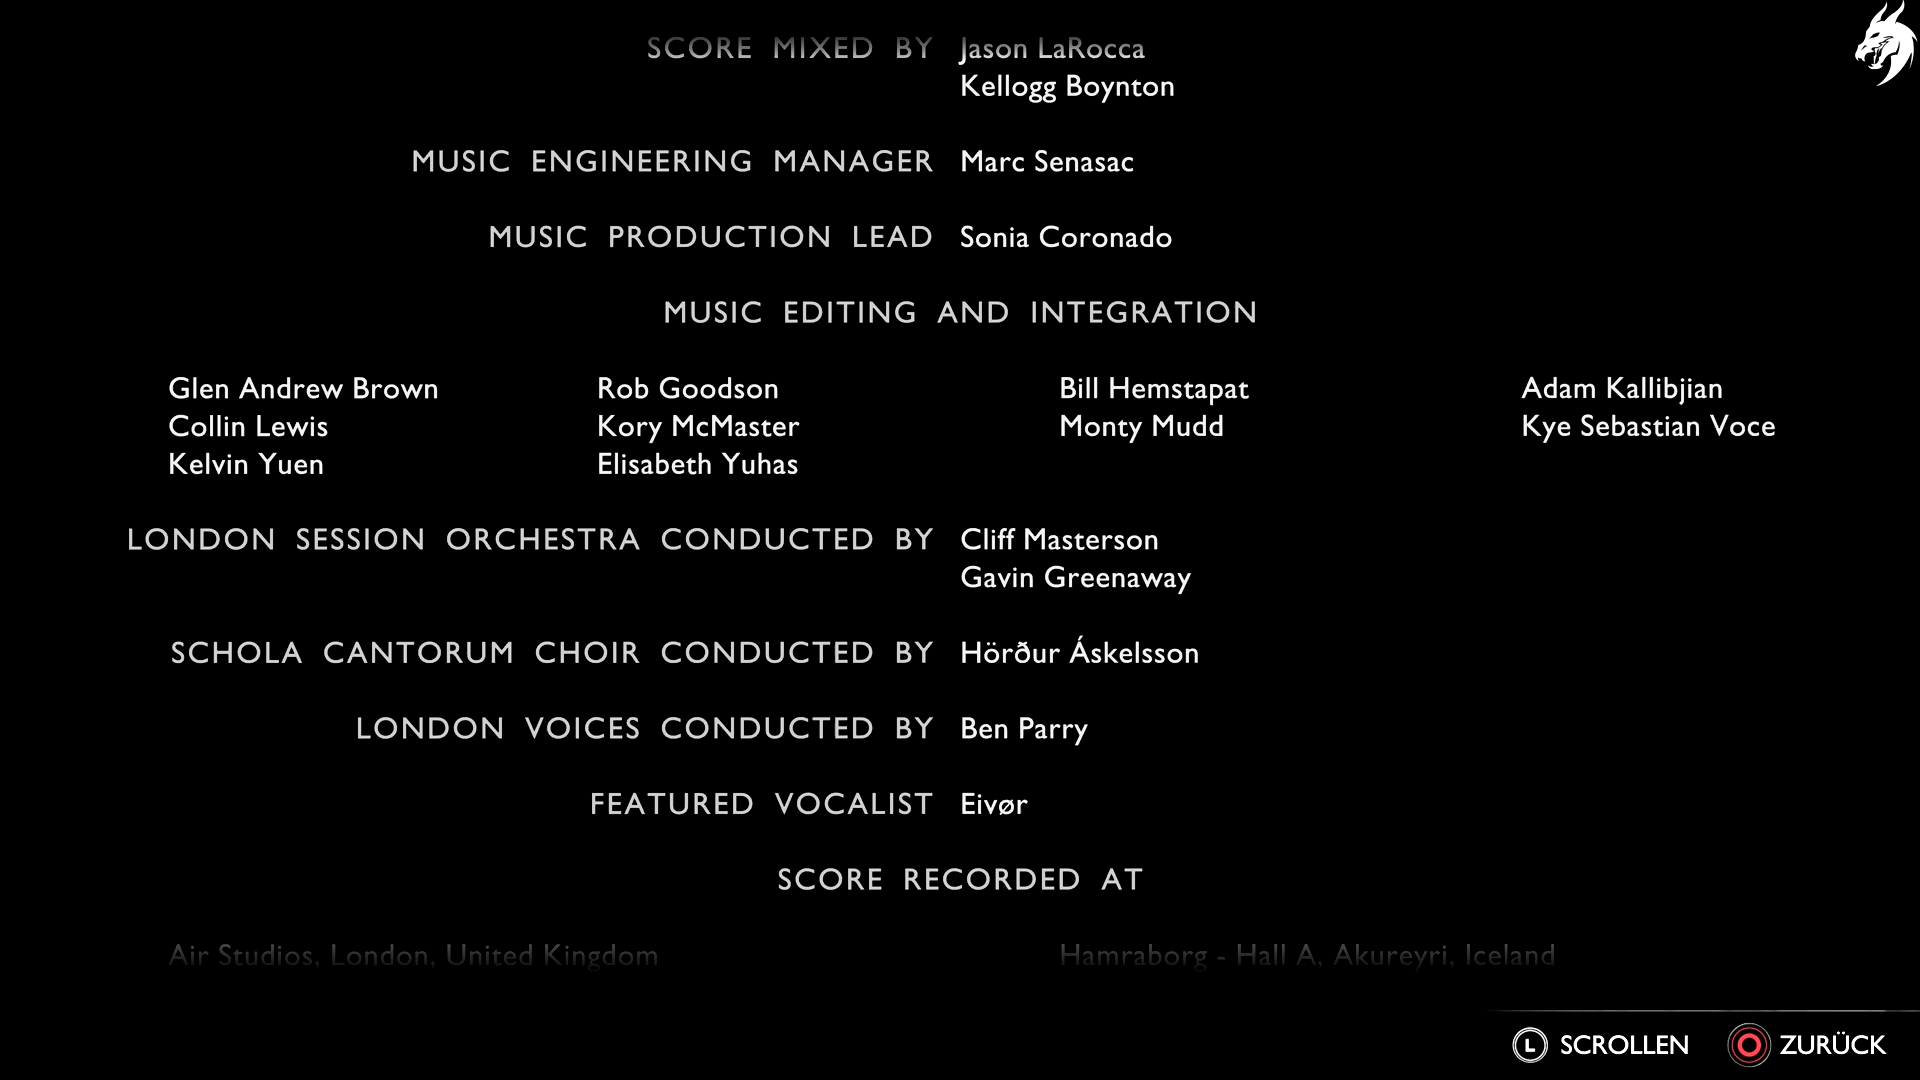 SCORE MIXED BY Jason LaRocca
Kellogg Boynton
MUSIC ENGINEERING MANAGER Marc Senasac
MUSIC PRODUCTION LEAD Sonia Coronado
MUSIC EDITING AND INTEGRATION
Glen Andrew Brown Rob Goodson Bill Hemstapat Adam Kallibjian
Collin Lewis Kory McMaster Monty Mudd Kye Sebastian Voce
Kelvin Yuen Elisabeth Yuhas
LONDON SESSION ORCHESTRA CONDUCTED BY Cliff Masterson
Gavin Greenaway
SCHOLA CANTORUM CHOIR CONDUCTED BY Hörður Áskelsson
LONDON VOICES CONDUCTED BY Ben Parry
FEATURED VOCALIST Eivør
SCORE RECORDED AT
Air Studios, London, United Kingdom Hamraborg - Hall A, Akureyri, Iceland
L SCROLLEN ZURÜCK